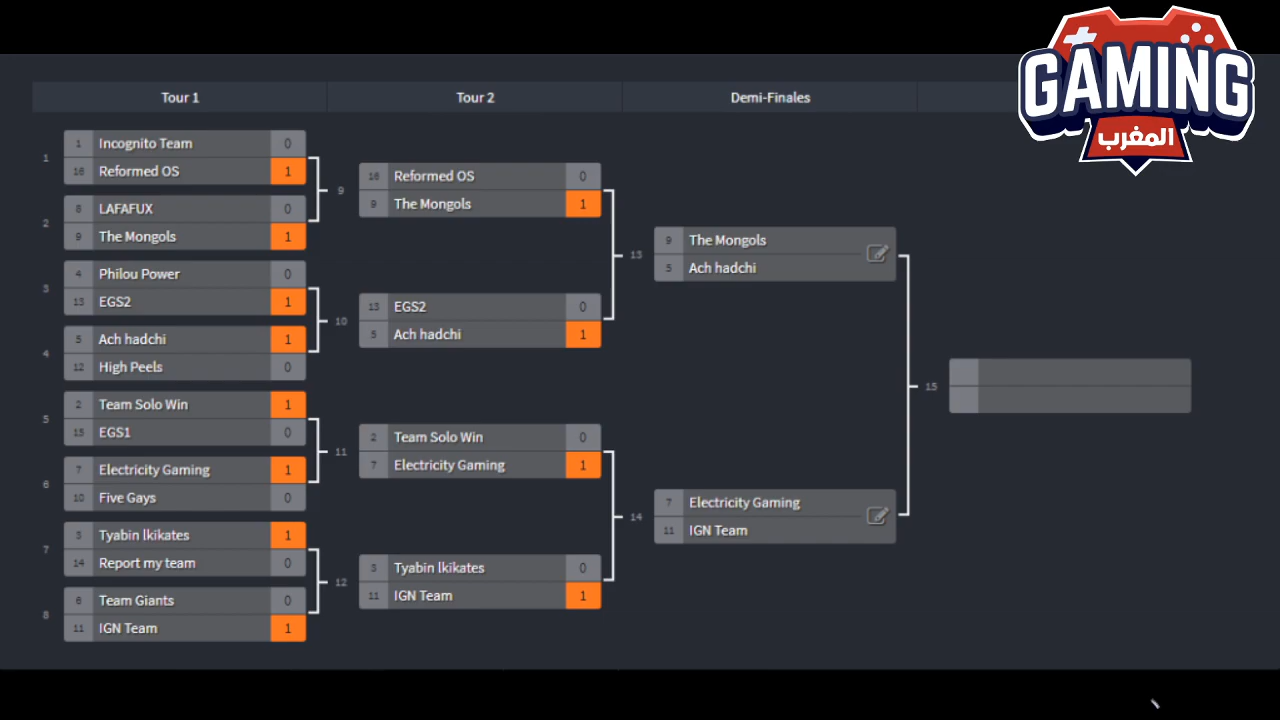 GAMING
المغرب
Tour 1
Tour 2
Demi-Finales
1
1 Incognito Team 0
16 Reformed OS 1
2
8 LAFAFUX 0
9 The Mongols 1
3
4 Philou Power 0
13 EGS2 1
4
5 Ach hadchi 1
12 High Peels 0
5
2 Team Solo Win 1
15 EGS1 0
6
7 Electricity Gaming 1
10 Five Gays 0
7
3 Tyabin lkikates 1
14 Report my team 0
8
6 Team Giants 0
11 IGN Team 1
9
16 Reformed OS 0
9 The Mongols 1
10
13 EGS2 0
5 Ach hadchi 1
11
2 Team Solo Win 0
7 Electricity Gaming 1
12
3 Tyabin lkikates 0
11 IGN Team 1
13
9 The Mongols
5 Ach hadchi
14
7 Electricity Gaming
11 IGN Team
15